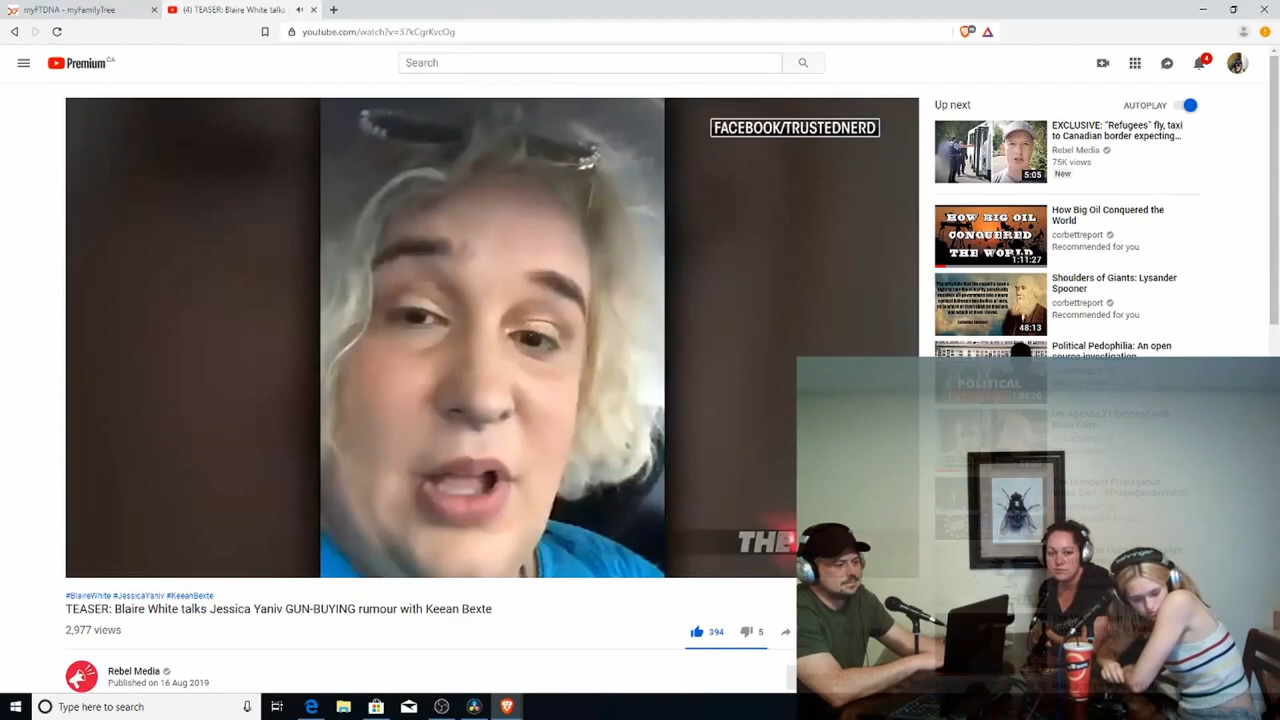 myFTDNA - myFamilyTree
(4) TEASER: Blaire White talks
youtube.com/watch?v=37kCgrKvcOg
Premium CA
Search
4
FACEBOOK/TRUSTEDNERD
THE
Up next
AUTOPLAY
EXCLUSIVE: "Refugees" fly, taxi
to Canadian border expecting...
Rebel Media
75K views
New
5:05
HOW BIG OIL
CONQUERED
THE WORLD
1:11:27
How Big Oil Conquered the
World
corbettreport
Recommended for you
48:13
Shoulders of Giants: Lysander
Spooner
corbettreport
Recommended for you
Political Pedophilia: An open
source investigation
POLITICAL
#BlaireWhite #JessicaYaniv #KeeanBexte
TEASER: Blaire White talks Jessica Yaniv GUN-BUYING rumour with Keean Bexte
2,977 views
394
5
Rebel Media
Published on 16 Aug 2019
Type here to search